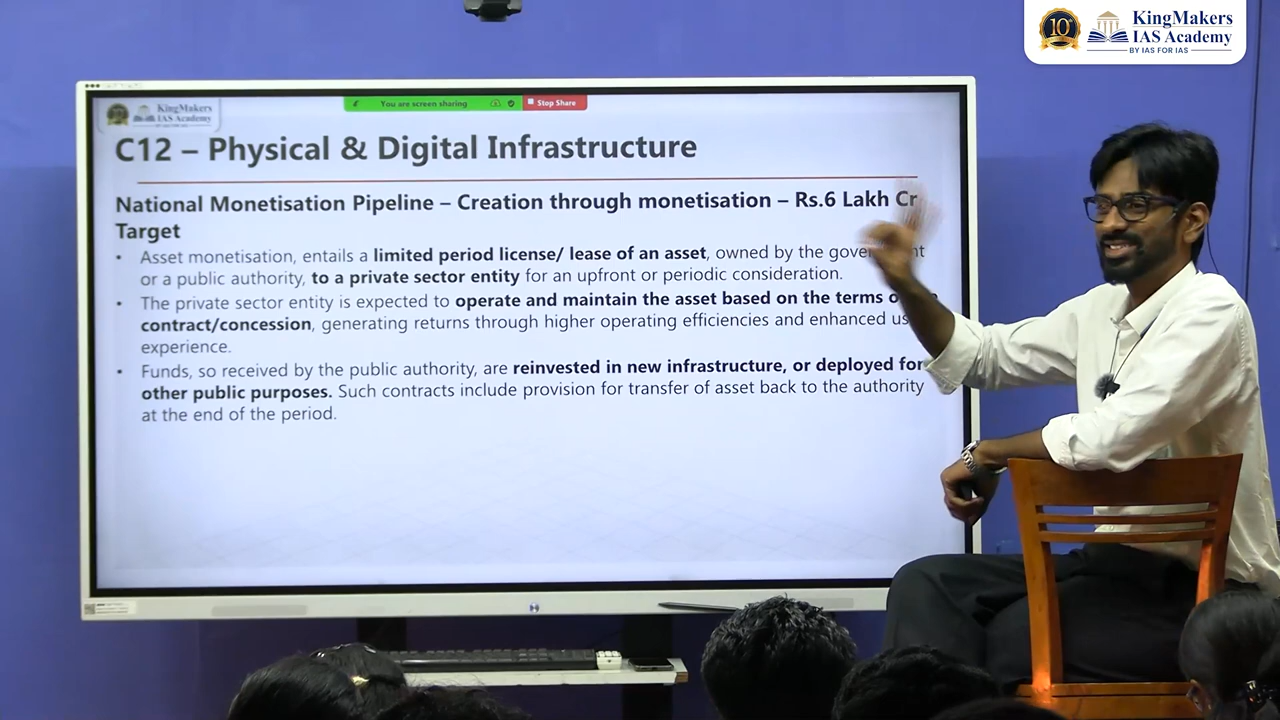 10
KingMakers
IAS Academy
BY IAS FOR IAS
KingMakers
IAS Academy
You are screen sharing
Stop Share
C12 – Physical & Digital Infrastructure
National Monetisation Pipeline – Creation through monetisation – Rs.6 Lakh Cr
Target
• Asset monetisation, entails a limited period license/ lease of an asset, owned by the
or a public authority, to a private sector entity for an upfront or periodic consideration.
• The private sector entity is expected to operate and maintain the asset based on the terms
contract/concession, generating returns through higher operating efficiencies and enhanced
experience.
• Funds, so received by the public authority, are reinvested in new infrastructure, or deployed for
other public purposes. Such contracts include provision for transfer of asset back to the authority
at the end of the period.